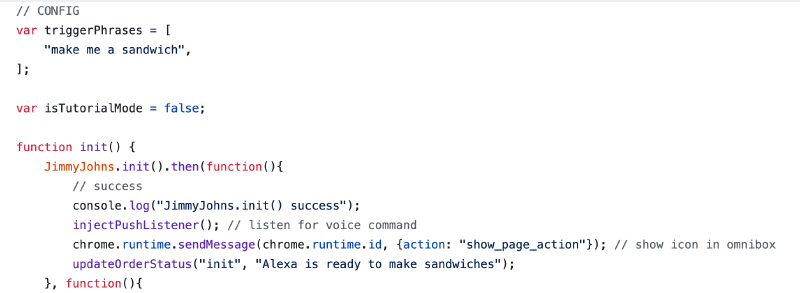 // CONFIG
var triggerPhrases = [
    "make me a sandwich",
];
var isTutorialMode = false;
function init() {
    JimmyJohns.init().then(function(){
        // success
        console.log("JimmyJohns.init() success");
        injectPushListener(); // listen for voice command
        chrome.runtime.sendMessage(chrome.runtime.id, {action: "show_page_action"}); // show icon in omnibox
        updateOrderStatus("init", "Alexa is ready to make sandwiches");
    }, function(){